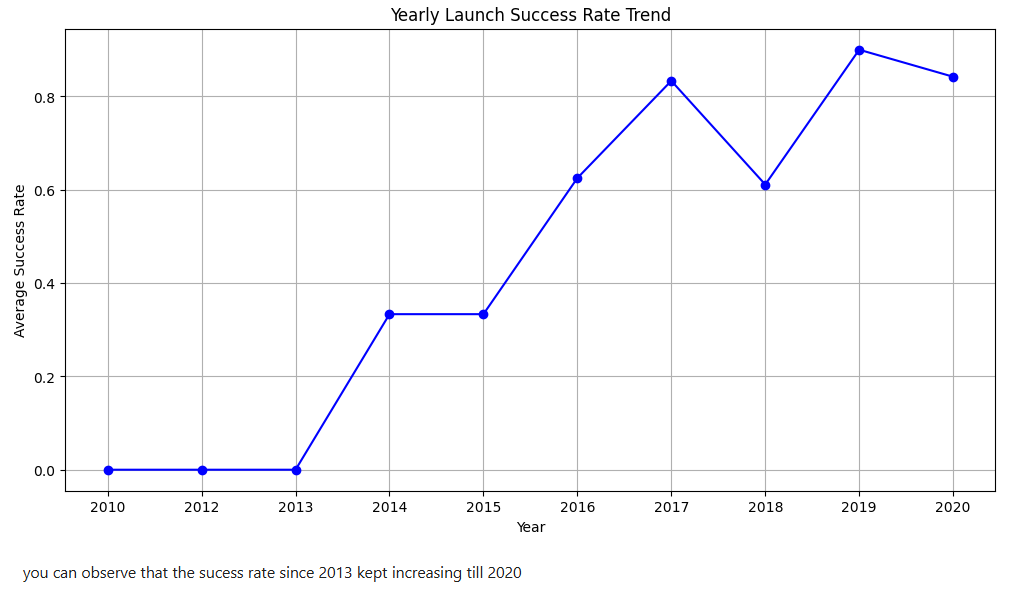 Yearly Launch Success Rate Trend
Average Success Rate
0.8
0.6
0.4
0.2
0.0
2010 2012 2013 2014 2015 2016 2017 2018 2019 2020
Year
you can observe that the sucess rate since 2013 kept increasing till 2020